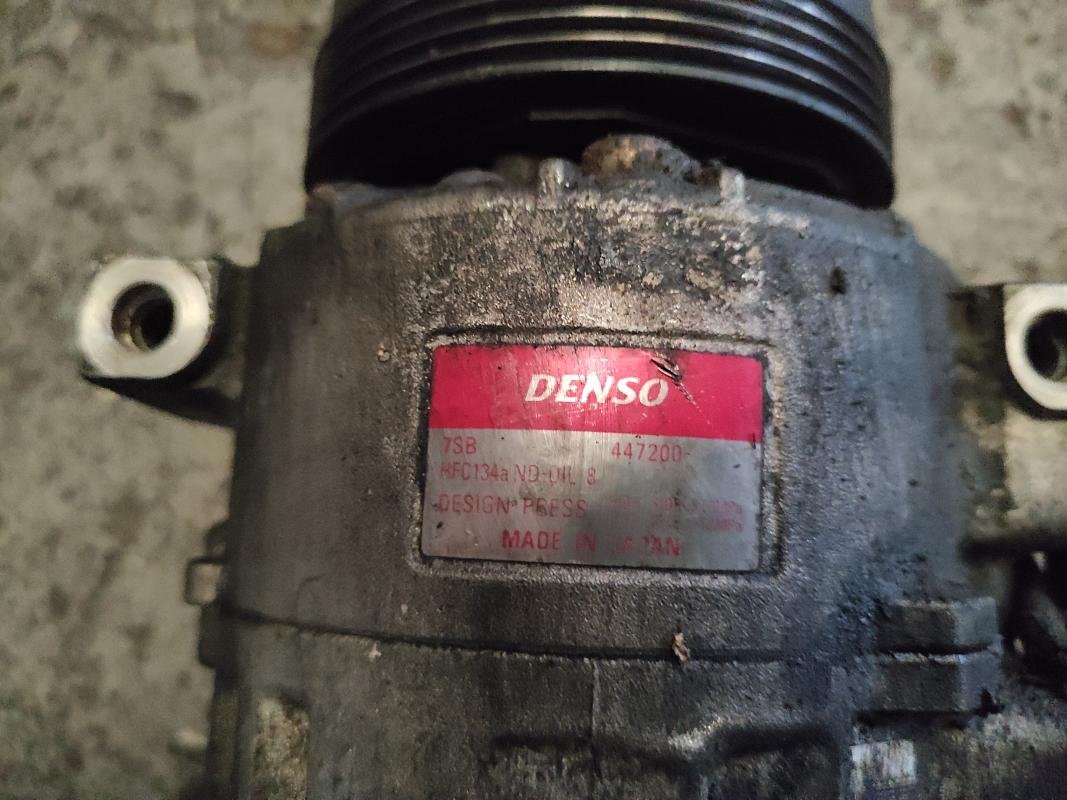 DENSO
7SB 447200-
HFC134a ND-OIL 8
DESIGN PRESS
MADE IN JAPAN